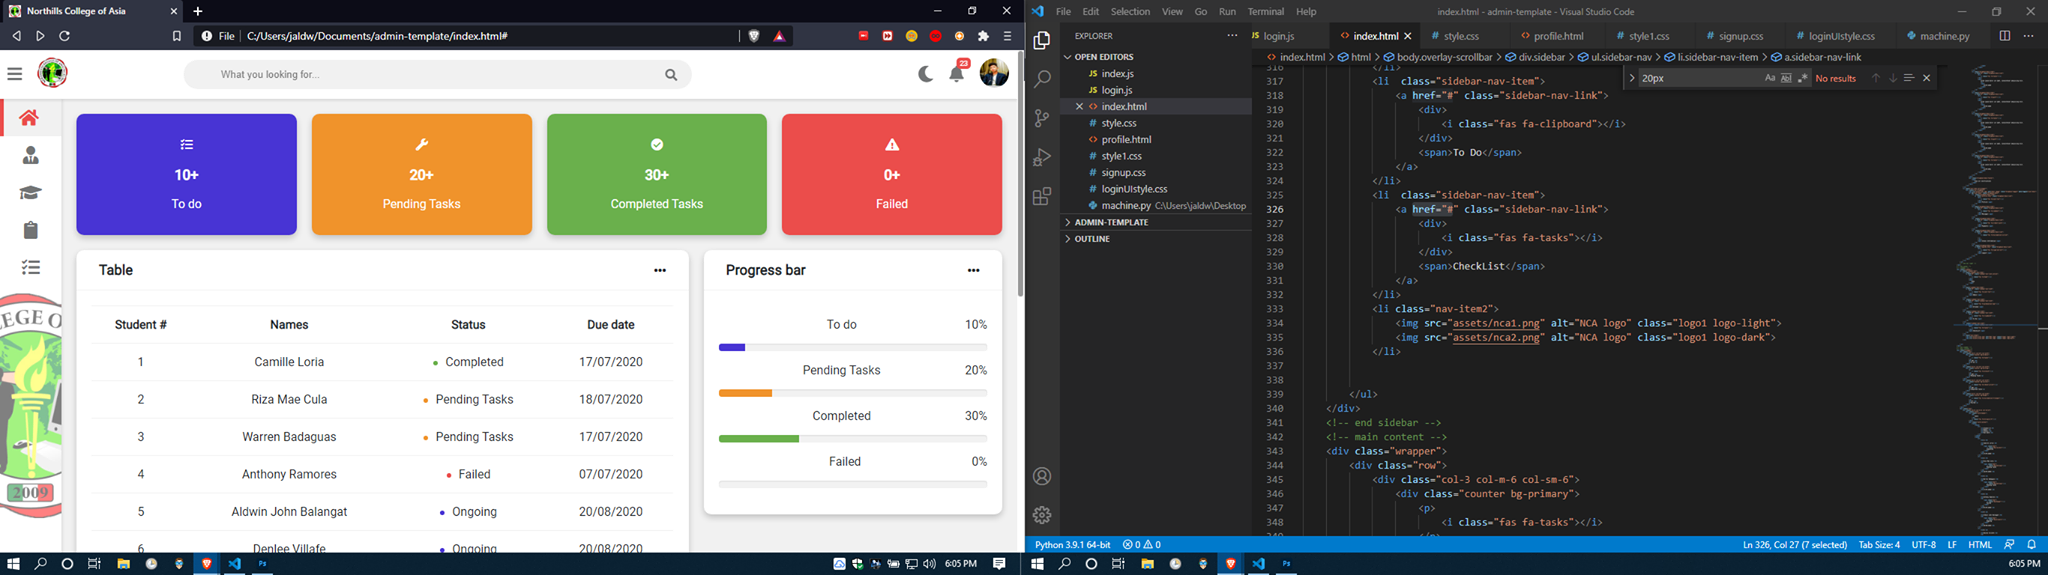 Northills College of Asia
File C:/Users/jaldw/Documents/admin-template/index.html#
What you looking for...
23
10+
To do
20+
Pending Tasks
30+
Completed Tasks
0+
Failed
Table
Student # Names Status Due date
1 Camille Loria Completed 17/07/2020
2 Riza Mae Cula Pending Tasks 18/07/2020
3 Warren Badaguas Pending Tasks 17/07/2020
4 Anthony Ramores Failed 07/07/2020
5 Aldwin John Balangat Ongoing 20/08/2020
6 Denlee Villafe Ongoing 20/08/2020
Progress bar
To do 10%
Pending Tasks 20%
Completed 30%
Failed 0%
EGE O
2009
6:05 PM
File Edit Selection View Go Run Terminal Help
index.html - admin-template - Visual Studio Code
EXPLORER
OPEN EDITORS
JS index.js
JS login.js
index.html
# style.css
profile.html
# style1.css
# signup.css
# loginUIstyle.css
machine.py C:\Users\jaldw\Desktop
ADMIN-TEMPLATE
OUTLINE
login.js index.html # style.css profile.html # style1.css # signup.css # loginUIstyle.css machine.py
index.html > html > body.overlay-scrollbar > div.sidebar > ul.sidebar-nav > li.sidebar-nav-item > a.sidebar-nav-link
20px Aa No results
316 </li>
317 <li class="sidebar-nav-item">
318 <a href="#" class="sidebar-nav-link">
319 <div>
320 <i class="fas fa-clipboard"></i>
321 </div>
322 <span>To Do</span>
323 </a>
324 </li>
325 <li class="sidebar-nav-item">
326 <a href="#" class="sidebar-nav-link">
327 <div>
328 <i class="fas fa-tasks"></i>
329 </div>
330 <span>CheckList</span>
331 </a>
332 </li>
333 <li class="nav-item2">
334 <img src="assets/nca1.png" alt="NCA logo" class="logo1 logo-light">
335 <img src="assets/nca2.png" alt="NCA logo" class="logo1 logo-dark">
336 </li>
337
338
339 </ul>
340 </div>
341 <!-- end sidebar -->
342 <!-- main content -->
343 <div class="wrapper">
344 <div class="row">
345 <div class="col-3 col-m-6 col-sm-6">
346 <div class="counter bg-primary">
347 <p>
348 <i class="fas fa-tasks"></i>
Python 3.9.1 64-bit 0 0 Ln 326, Col 27 (7 selected) Tab Size: 4 UTF-8 LF HTML
6:05 PM